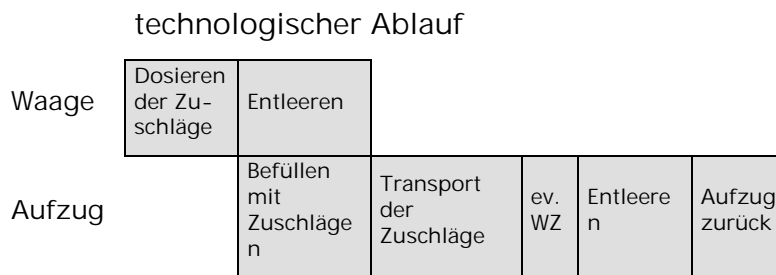 technologischer Ablauf
Waage
Dosieren
der Zu-
schläge
Entleeren
Aufzug
Befüllen
mit
Zuschläge
n
Transport
der
Zuschläge
ev.
WZ
Entleere
n
Aufzug
zurück